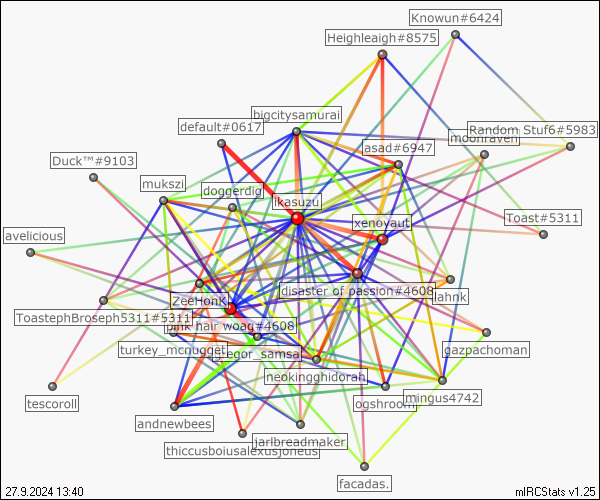 Knowun#6424
Heighleigh#8575
bigcitysamurai
default#0617
Random Stuf6#5983
moonraven
asad#6947
Duck™#9103
mukszi
doggerdig
ikasuzu
xenovaut
Toast#5311
avelicious
disaster of passion#4608
lahnk
ZeeHonK
ToastephBroseph5311#5311
pink hair woag#4608
turkey_mcnugget
gregor_samsa
gazpachoman
neokingghidorah
tescoroll
ogshroom
mingus4742
andnewbees
jarlbreadmaker
thiccusboiusalexusjoneus
facadas.
27.9.2024 13:40
mIRCStats v1.25